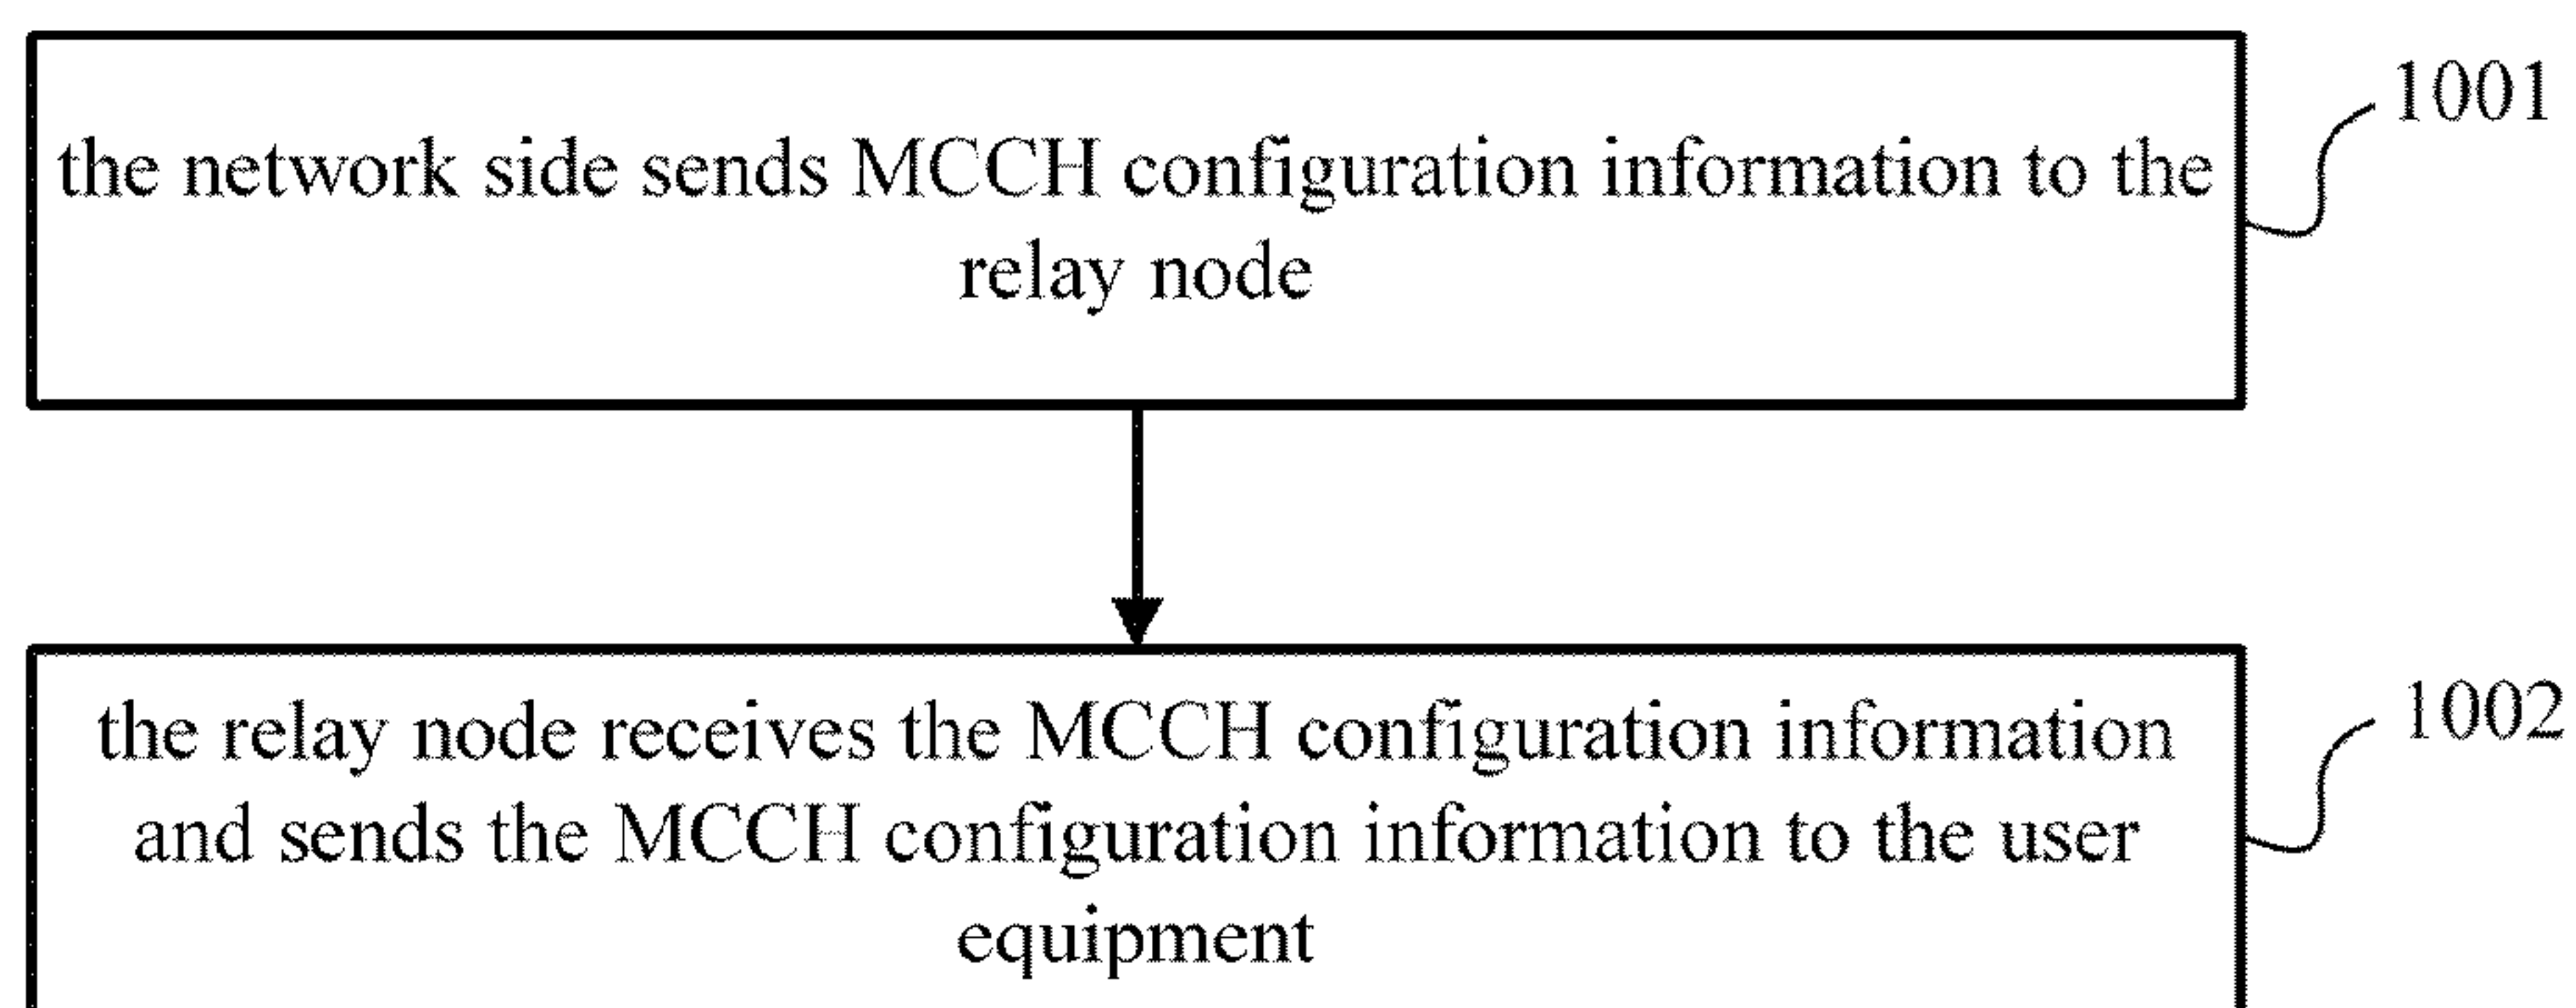 the network side sends MCCH configuration information to the
relay node
1001
the relay node receives the MCCH configuration information
and sends the MCCH configuration information to the user
equipment
1002